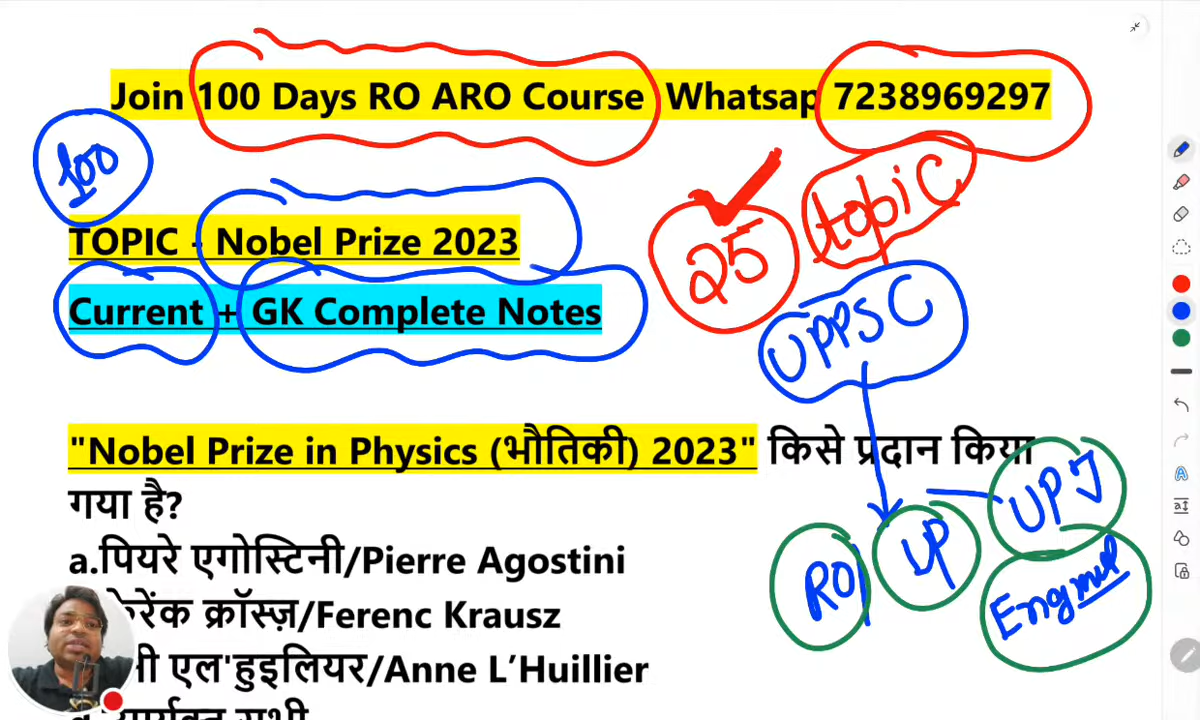 Join 100 Days RO ARO Course Whatsap 7238969297
100
TOPIC - Nobel Prize 2023
25 topic
Current + GK Complete Notes
UPPSC
"Nobel Prize in Physics (भौतिकी) 2023" किसे प्रदान किया
गया है?
RO UP UPJ
a.पियरे एगोस्टिनी/Pierre Agostini
फेरेंक क्रॉस्ज़/Ferenc Krausz
एल'हुइलियर/Anne L’Huillier